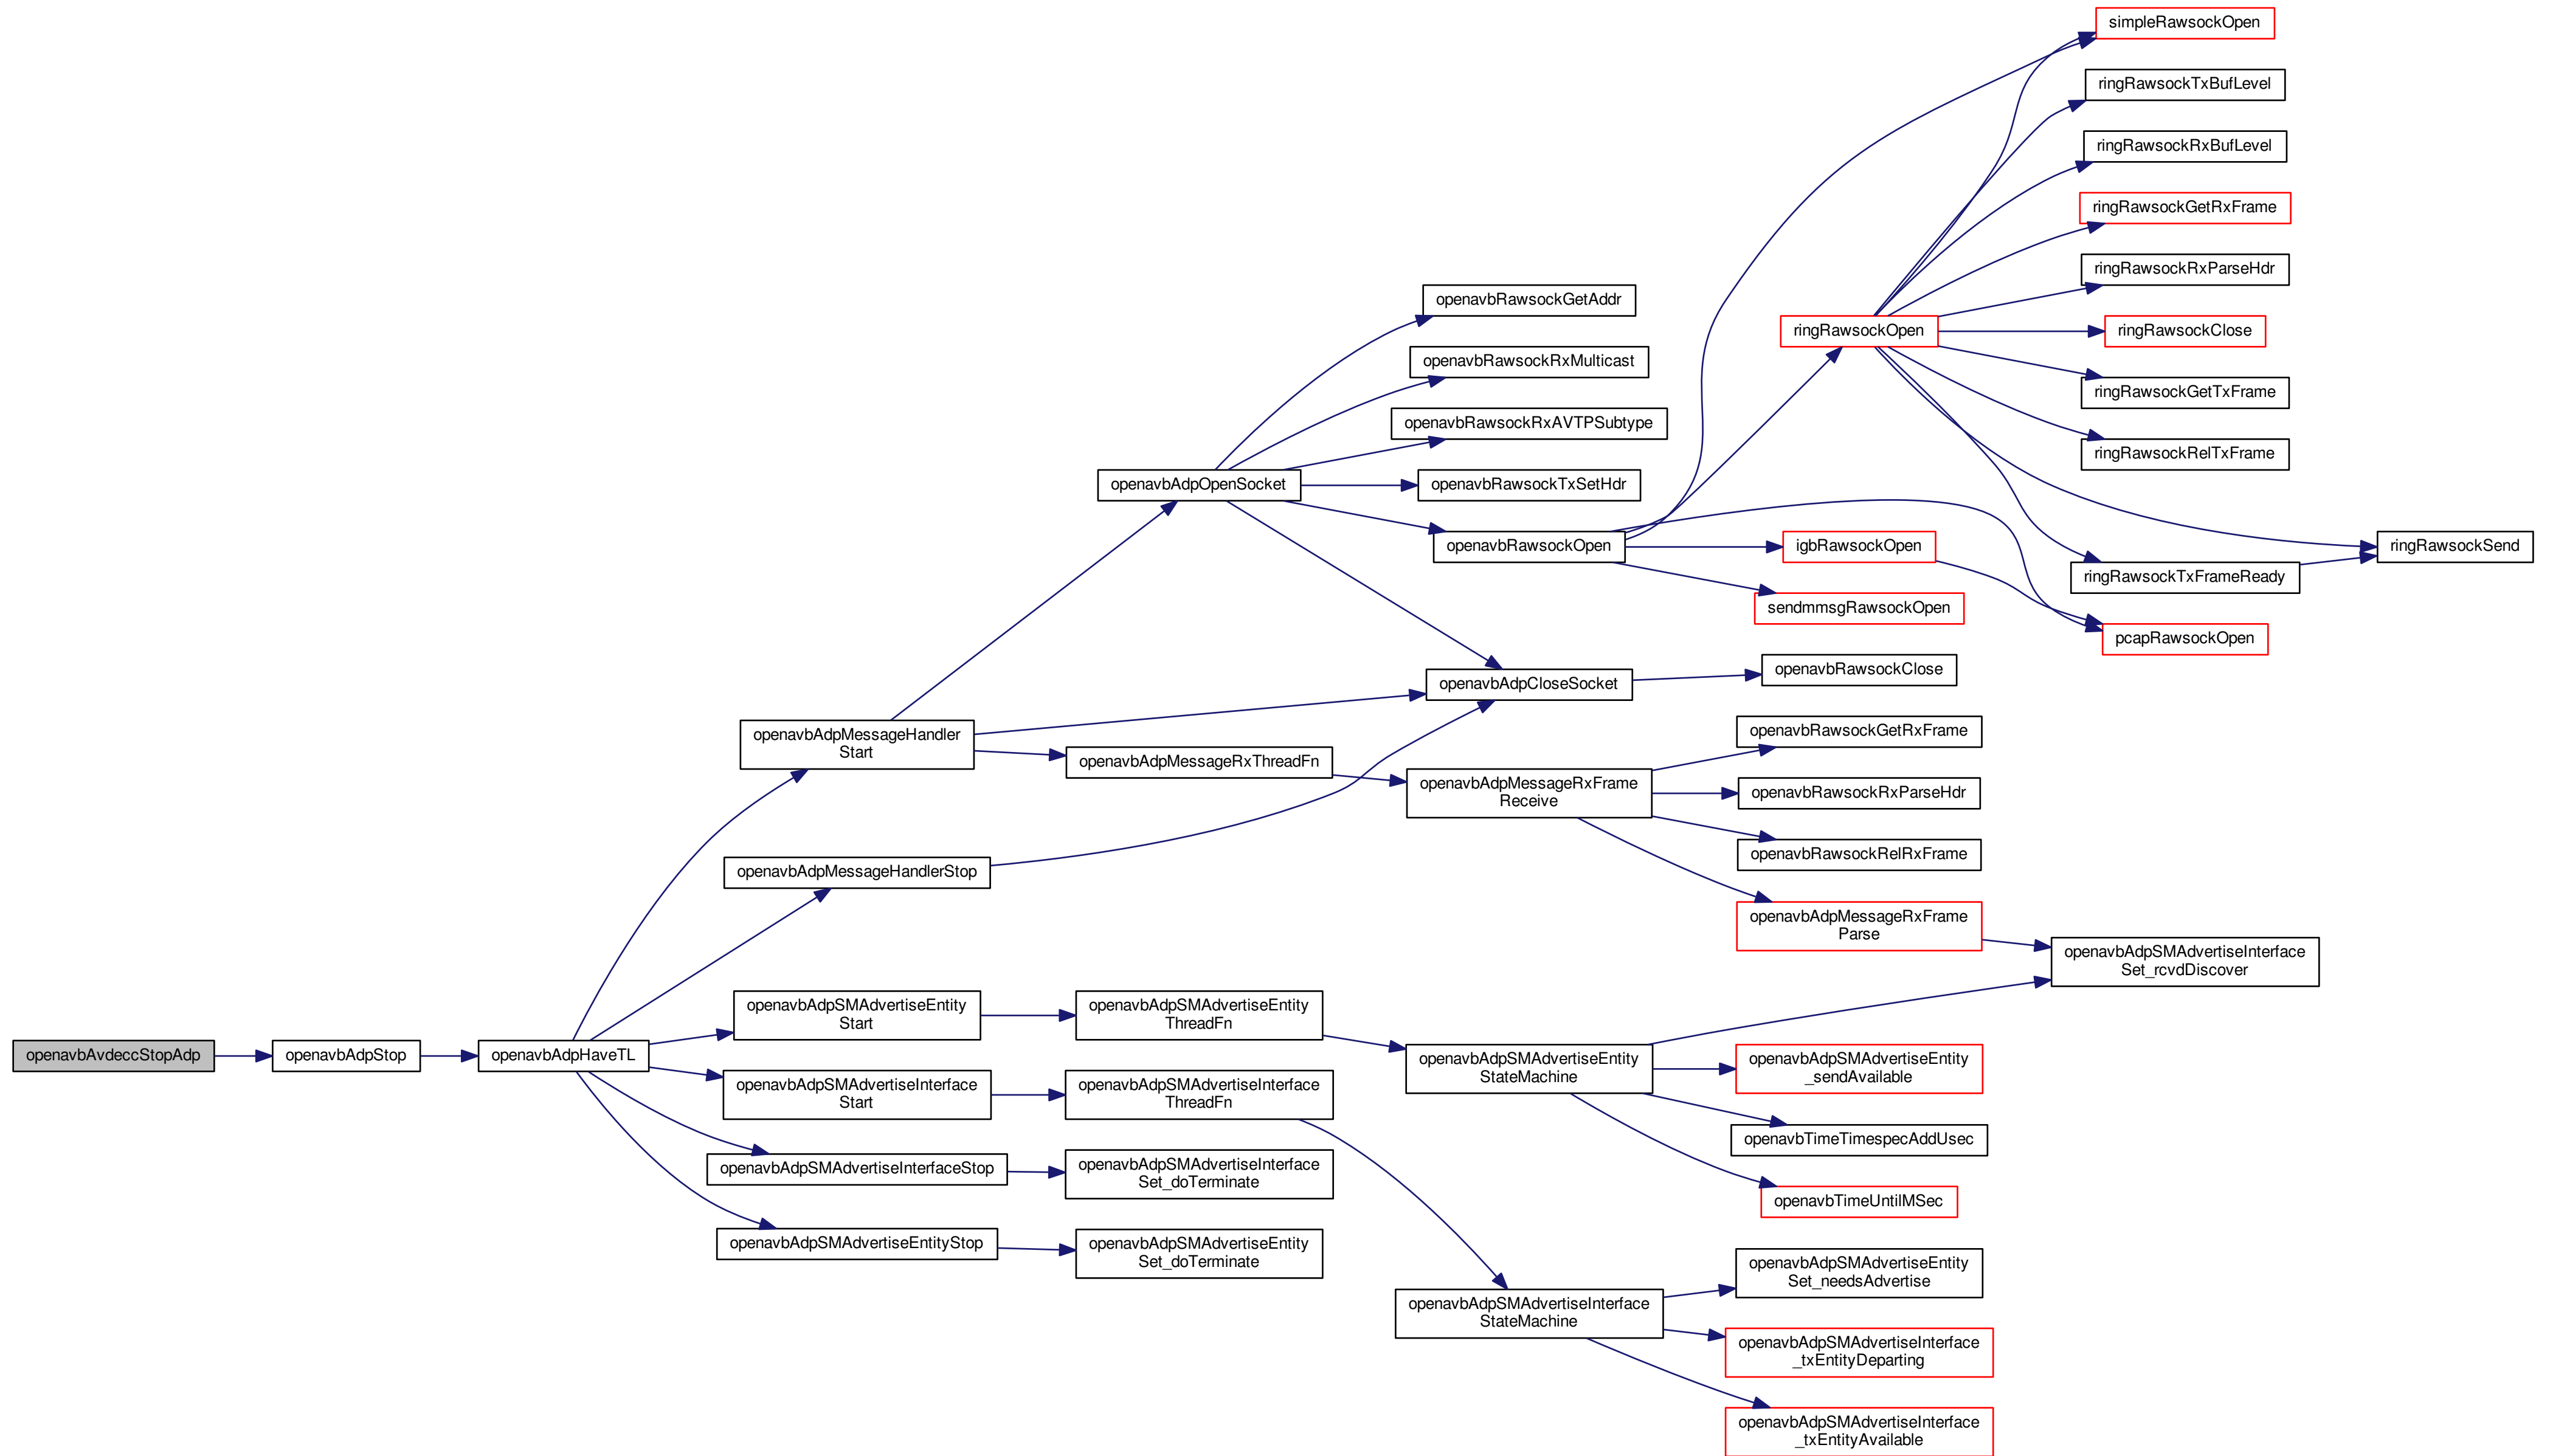 simpleRawsockOpen
ringRawsockTxBufLevel
ringRawsockRxBufLevel
ringRawsockGetRxFrame
ringRawsockRxParseHdr
openavbRawsockGetAddr
ringRawsockOpen
ringRawsockClose
openavbRawsockRxMulticast
ringRawsockGetTxFrame
openavbRawsockRxAVTPSubtype
ringRawsockRelTxFrame
openavbAdpOpenSocket
openavbRawsockTxSetHdr
openavbRawsockOpen
igbRawsockOpen
ringRawsockSend
ringRawsockTxFrameReady
sendmmsgRawsockOpen
pcapRawsockOpen
openavbAdpCloseSocket
openavbRawsockClose
openavbAdpMessageHandler
Start
openavbRawsockGetRxFrame
openavbAdpMessageRxThreadFn
openavbAdpMessageRxFrame
Receive
openavbRawsockRxParseHdr
openavbRawsockRelRxFrame
openavbAdpMessageHandlerStop
openavbAdpMessageRxFrame
Parse
openavbAdpSMAdvertiseInterface
Set_rcvdDiscover
openavbAdpSMAdvertiseEntity
Start
openavbAdpSMAdvertiseEntity
ThreadFn
openavbAvdeccStopAdp
openavbAdpStop
openavbAdpHaveTL
openavbAdpSMAdvertiseEntity
StateMachine
openavbAdpSMAdvertiseEntity
_sendAvailable
openavbAdpSMAdvertiseInterface
Start
openavbAdpSMAdvertiseInterface
ThreadFn
openavbTimeTimespecAddUsec
openavbAdpSMAdvertiseInterfaceStop
openavbAdpSMAdvertiseInterface
Set_doTerminate
openavbTimeUntilMSec
openavbAdpSMAdvertiseEntityStop
openavbAdpSMAdvertiseEntity
Set_doTerminate
openavbAdpSMAdvertiseEntity
Set_needsAdvertise
openavbAdpSMAdvertiseInterface
StateMachine
openavbAdpSMAdvertiseInterface
_txEntityDeparting
openavbAdpSMAdvertiseInterface
_txEntityAvailable